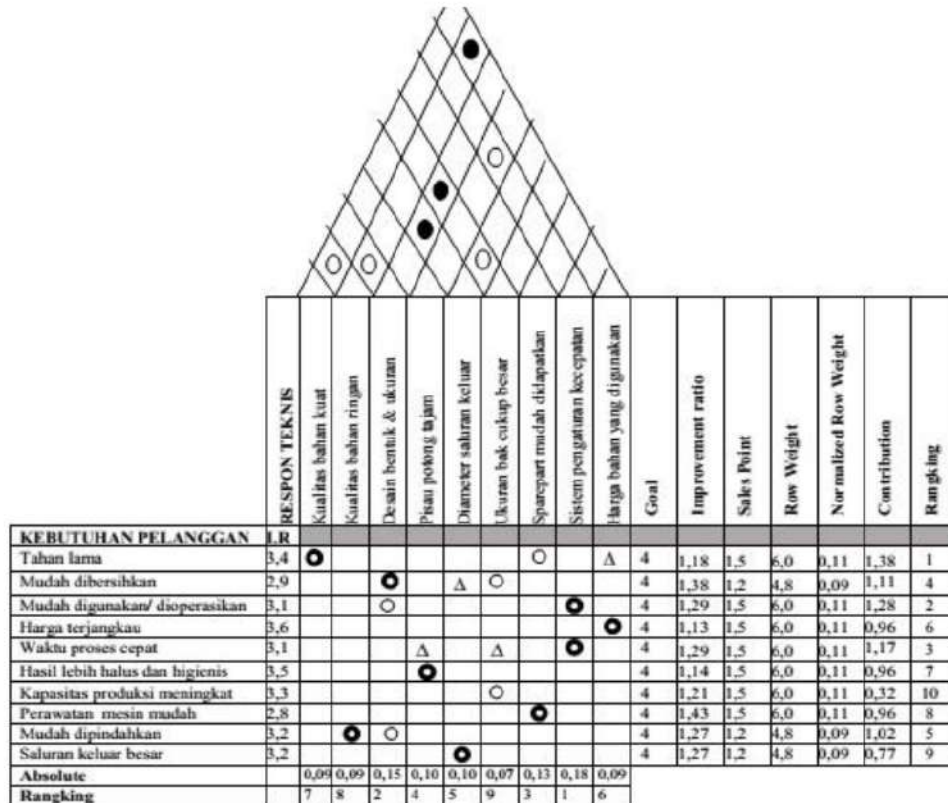 RESPON TEKNIS
Kualitas bahan kuat
Kualitas bahan ringan
Desain bentuk & ukuran
Pisau potong tajam
Diameter saluran keluar
Ukuran bak cukup besar
Sparepart mudah didapatkan
Sistem pengaturan kecepatan
Harga bahan yang digunakan
Goal
Improvement ratio
Sales Point
Row Weight
Normalized Row Weight
Contribution
Rangking
KEBUTUHAN PELANGGAN LR
Tahan lama 3,4 Δ 4 1,18 1,5 6,0 0,11 1,38 1
Mudah dibersihkan 2,9 Δ 4 1,38 1,2 4,8 0,09 1,11 4
Mudah digunakan/ dioperasikan 3,1 4 1,29 1,5 6,0 0,11 1,28 2
Harga terjangkau 3,6 4 1,13 1,5 6,0 0,11 0,96 6
Waktu proses cepat 3,1 Δ Δ 4 1,29 1,5 6,0 0,11 1,17 3
Hasil lebih halus dan higienis 3,5 4 1,14 1,5 6,0 0,11 0,96 7
Kapasitas produksi meningkat 3,3 4 1,21 1,5 6,0 0,11 0,32 10
Perawatan mesin mudah 2,8 4 1,43 1,5 6,0 0,11 0,96 8
Mudah dipindahkan 3,2 4 1,27 1,2 4,8 0,09 1,02 5
Saluran keluar besar 3,2 4 1,27 1,2 4,8 0,09 0,77 9
Absolute 0,09 0,09 0,15 0,10 0,10 0,07 0,13 0,18 0,09
Rangking 7 8 2 4 5 9 3 1 6